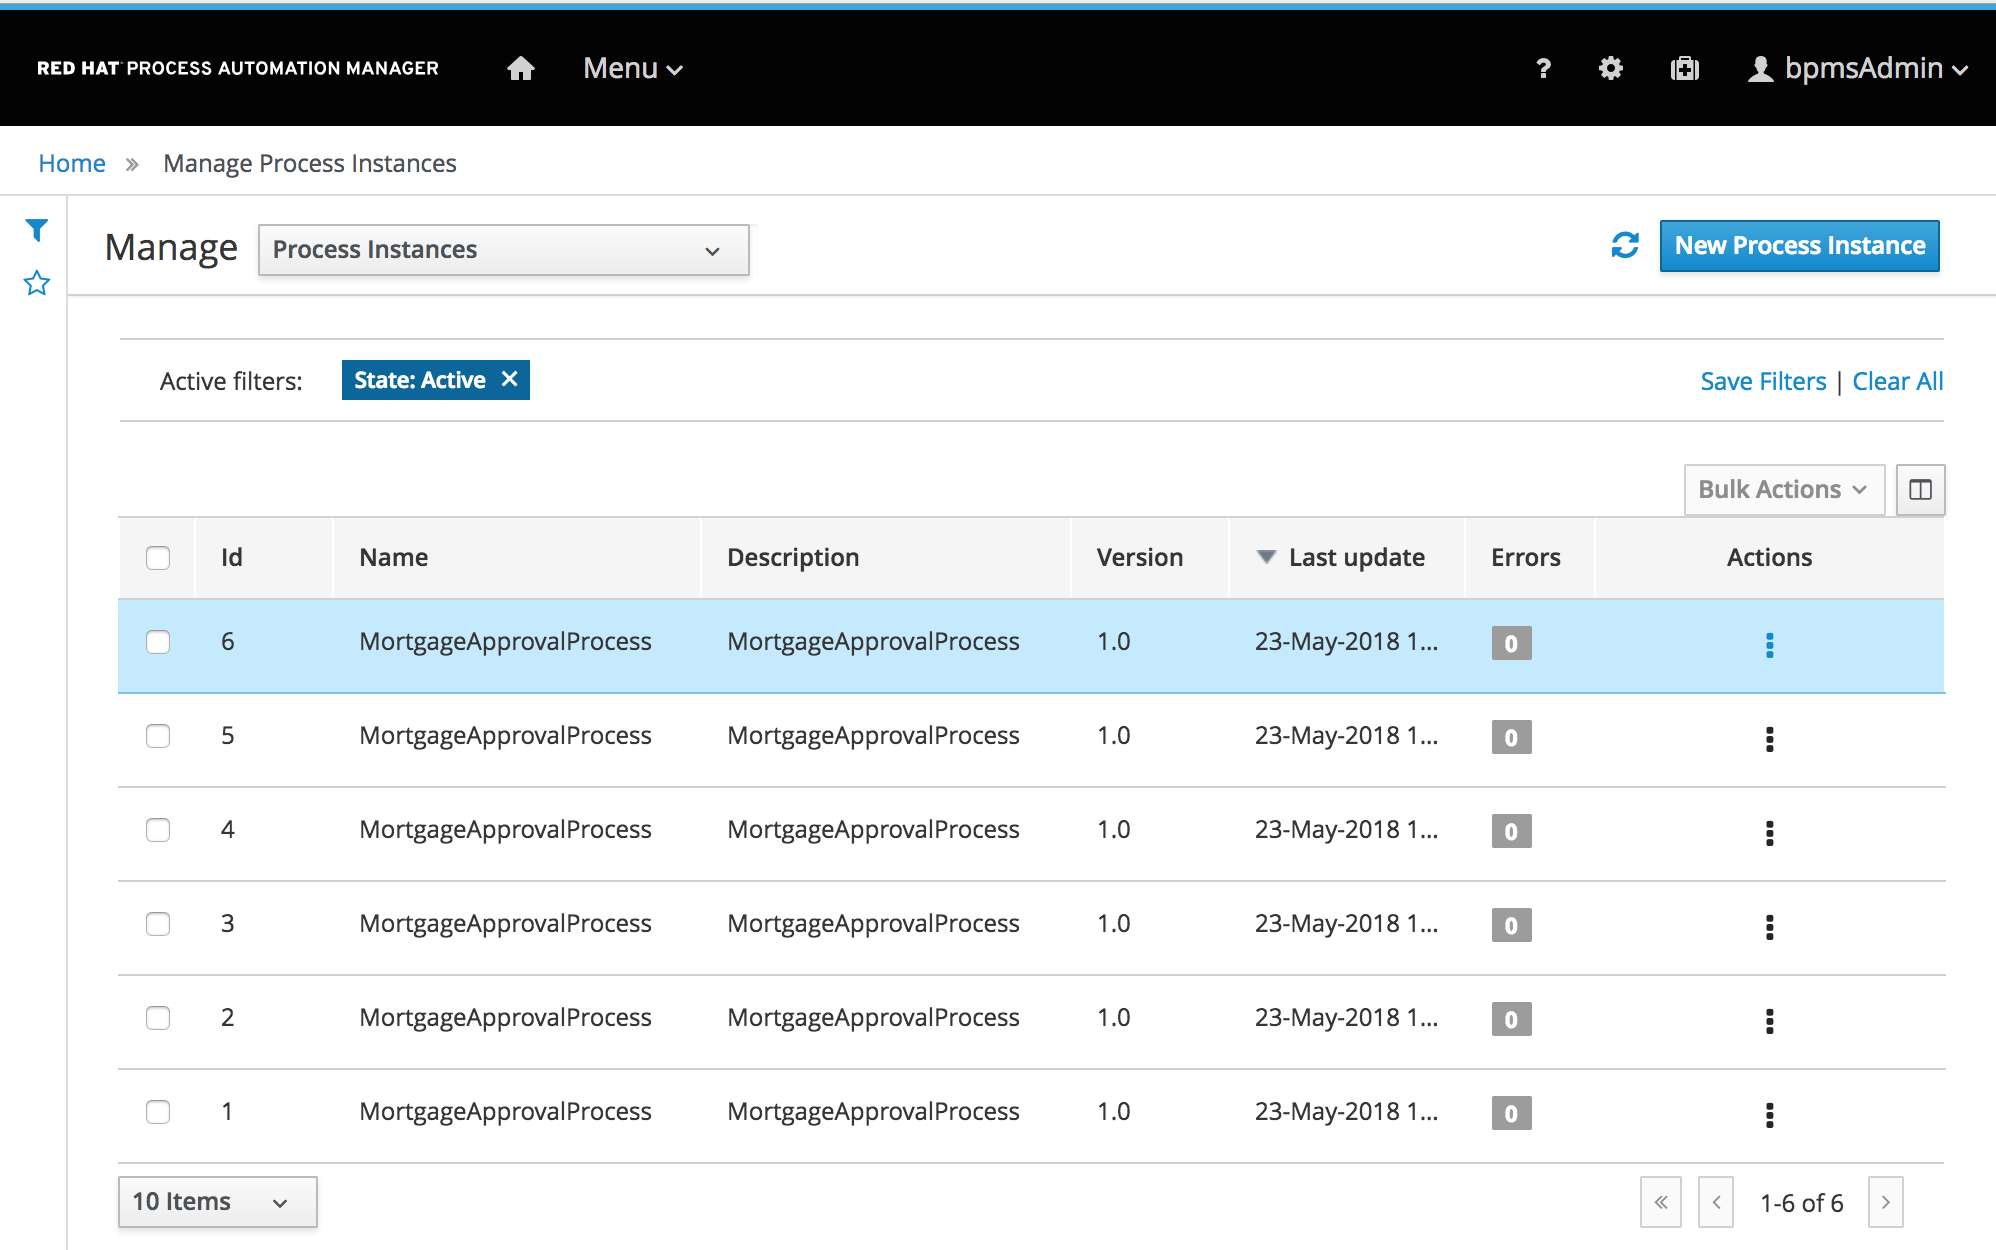 RED HAT PROCESS AUTOMATION MANAGER Menu ? bpmsAdmin
Home » Manage Process Instances
Manage Process Instances New Process Instance
Active filters: State: Active ✕ Save Filters | Clear All
Bulk Actions
Id Name Description Version Last update Errors Actions
6 MortgageApprovalProcess MortgageApprovalProcess 1.0 23-May-2018 1... 0
5 MortgageApprovalProcess MortgageApprovalProcess 1.0 23-May-2018 1... 0
4 MortgageApprovalProcess MortgageApprovalProcess 1.0 23-May-2018 1... 0
3 MortgageApprovalProcess MortgageApprovalProcess 1.0 23-May-2018 1... 0
2 MortgageApprovalProcess MortgageApprovalProcess 1.0 23-May-2018 1... 0
1 MortgageApprovalProcess MortgageApprovalProcess 1.0 23-May-2018 1... 0
10 Items « < 1-6 of 6 >